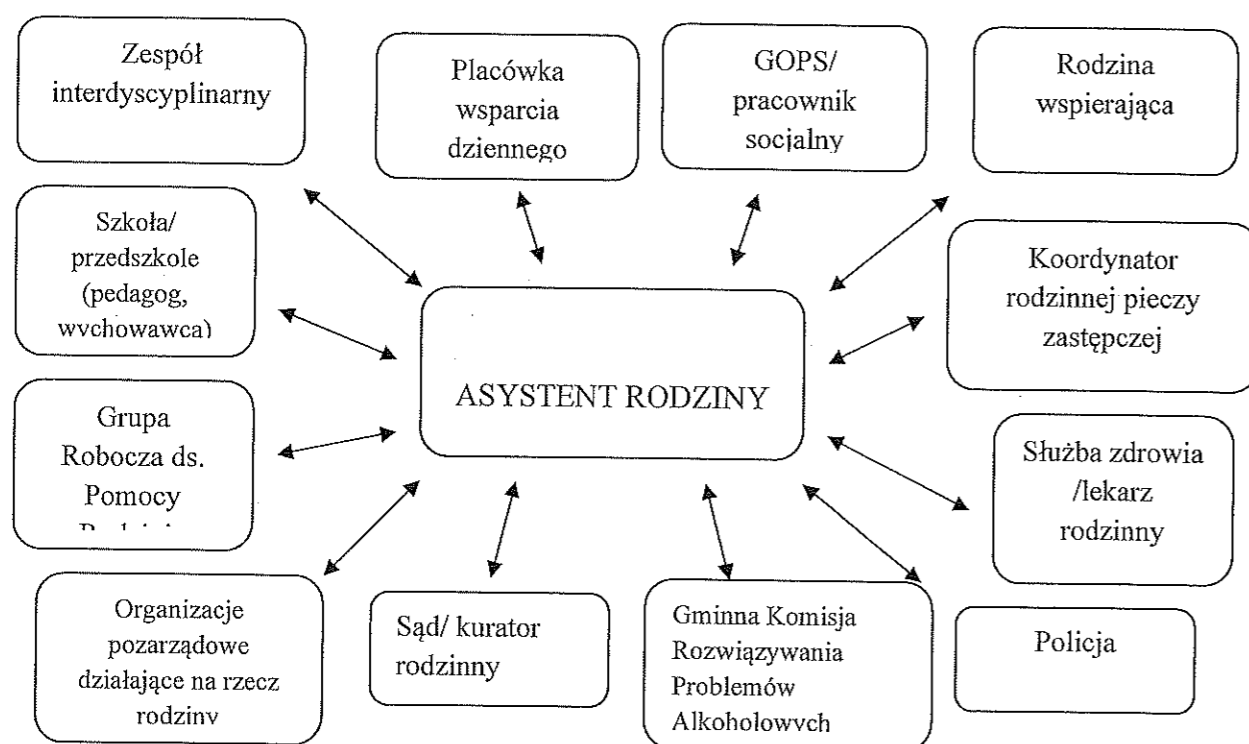 Zespół
interdyscyplinarny
Placówka
wsparcia
dziennego
GOPS/
pracownik
socjalny
Rodzina
wspierająca
Szkoła/
przedszkole
(pedagog,
wychowawca)
Koordynator
rodzinnej pieczy
zastępczej
ASYSTENT RODZINY
Grupa
Robocza ds.
Pomocy
Służba zdrowia
/lekarz
rodzinny
Organizacje
pozarządowe
działające na rzecz
rodziny
Sąd/ kurator
rodzinny
Gminna Komisja
Rozwiązywania
Problemów
Alkoholowych
Policja